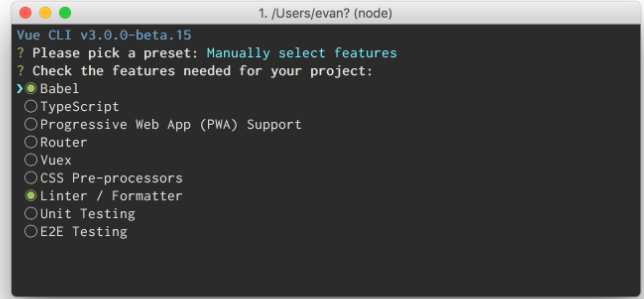 1. /Users/evan? (node)
Vue CLI v3.0.0-beta.15
? Please pick a preset: Manually select features
? Check the features needed for your project:
❯◉ Babel
◯ TypeScript
◯ Progressive Web App (PWA) Support
◯ Router
◯ Vuex
◯ CSS Pre-processors
◉ Linter / Formatter
◯ Unit Testing
◯ E2E Testing